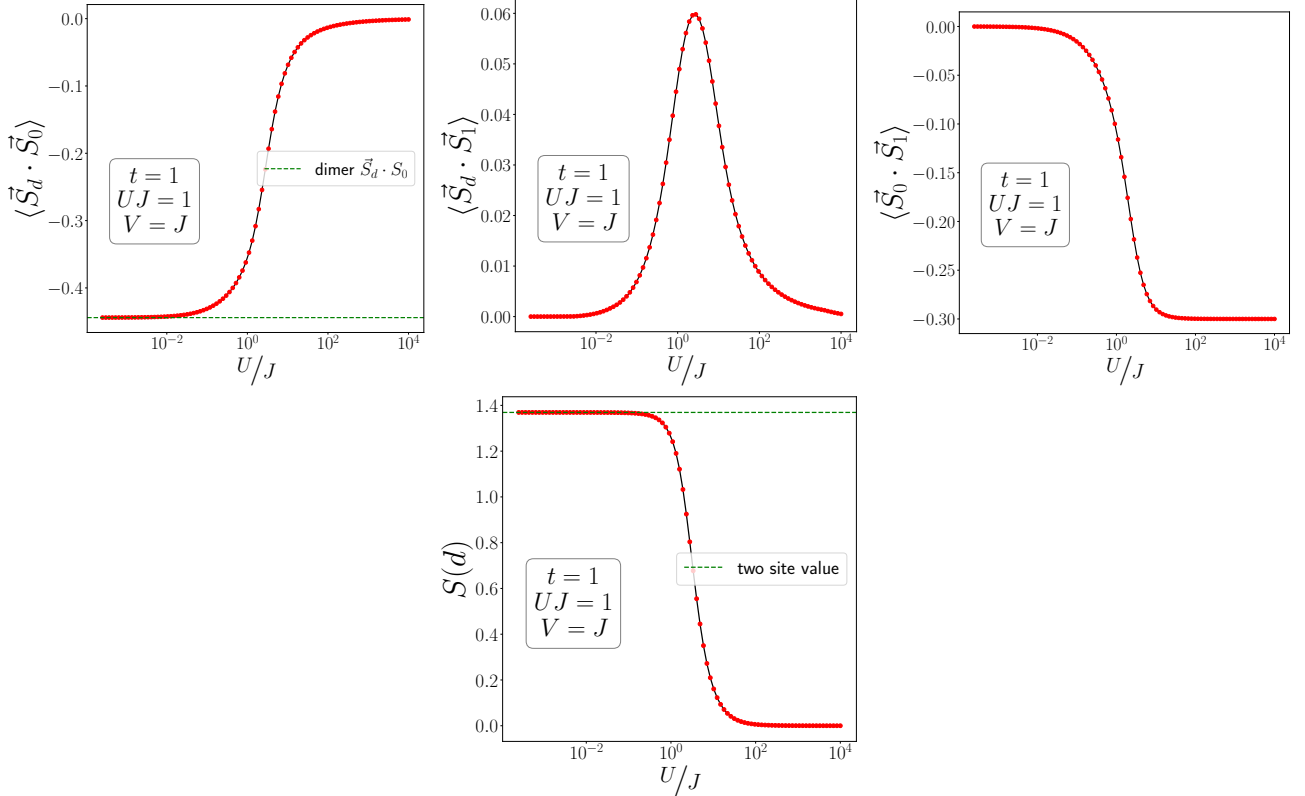 ⟨S⃗_d · S⃗_0⟩
0.0
−0.1
−0.2
−0.3
−0.4
t = 1
UJ = 1
V = J
dimer S⃗_d · S_0
10^−2
10^0
10^2
10^4
U/J
⟨S⃗_d · S⃗_1⟩
0.06
0.05
0.04
0.03
0.02
0.01
0.00
t = 1
UJ = 1
V = J
10^−2
10^0
10^2
10^4
U/J
⟨S⃗_0 · S⃗_1⟩
0.00
−0.05
−0.10
−0.15
−0.20
−0.25
−0.30
t = 1
UJ = 1
V = J
10^−2
10^0
10^2
10^4
U/J
S(d)
1.4
1.2
1.0
0.8
0.6
0.4
0.2
0.0
t = 1
UJ = 1
V = J
two site value
10^−2
10^0
10^2
10^4
U/J